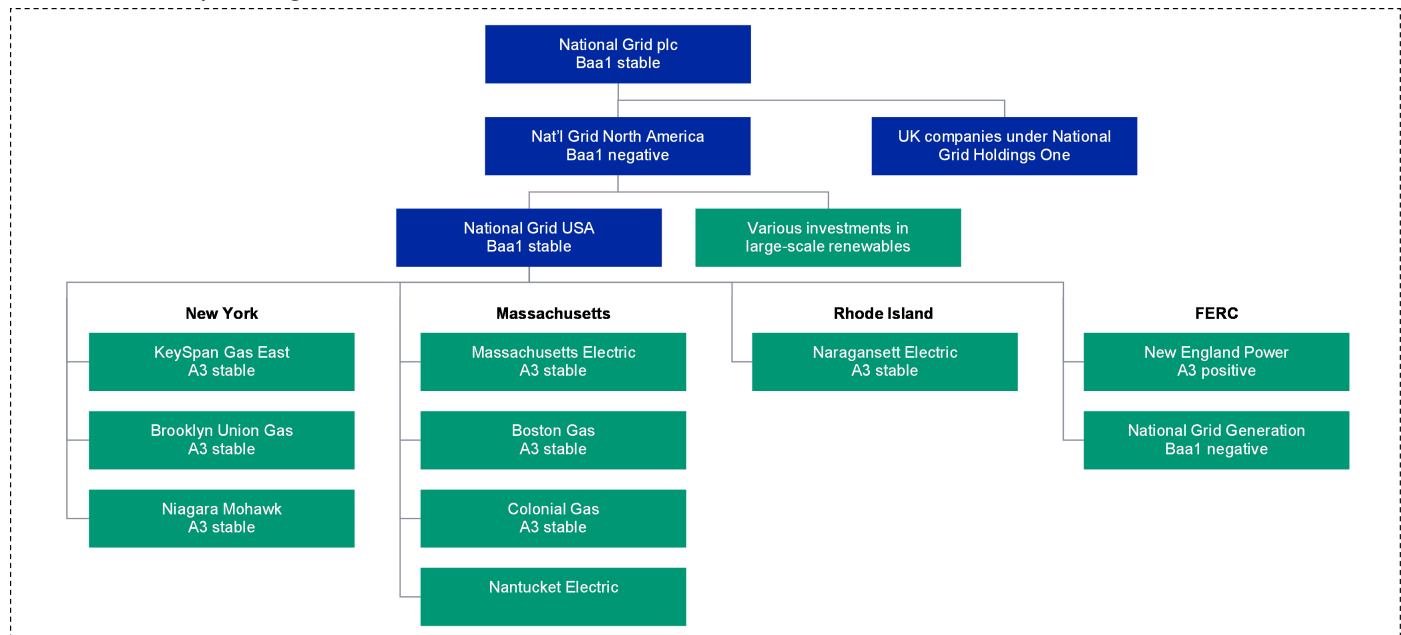 National Grid plc
Baa1 stable
Nat'l Grid North America
Baa1 negative
UK companies under National
Grid Holdings One
National Grid USA
Baa1 stable
Various investments in
large-scale renewables
New York
Massachusetts
Rhode Island
FERC
KeySpan Gas East
A3 stable
Massachusetts Electric
A3 stable
Naragansett Electric
A3 stable
New England Power
A3 positive
Brooklyn Union Gas
A3 stable
Boston Gas
A3 stable
National Grid Generation
Baa1 negative
Niagara Mohawk
A3 stable
Colonial Gas
A3 stable
Nantucket Electric